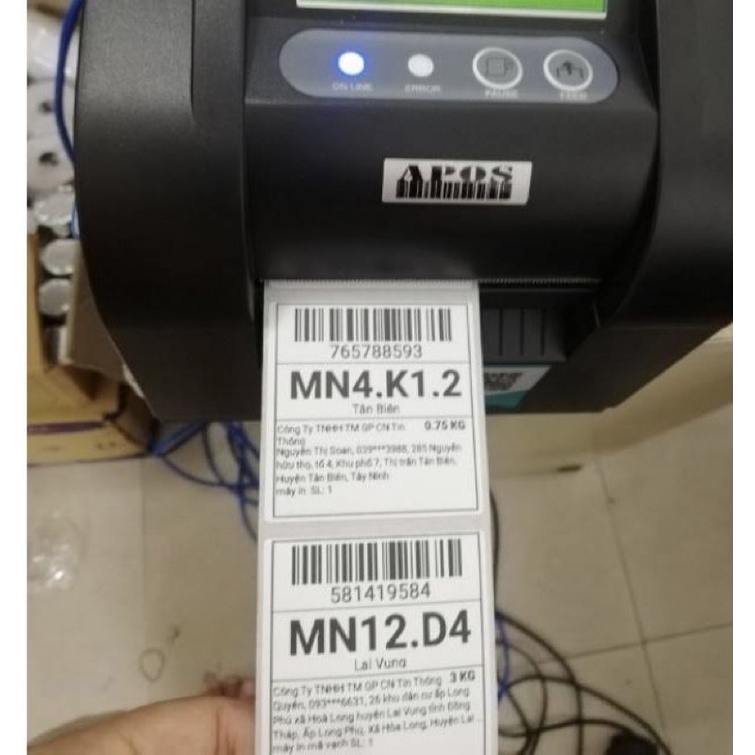 ON LINE
ERROR
PAUSE
FEED
APOS
765788593
MN4.K1.2
Tân Biên
Công Ty TNHH TM GP CN Tin 0.75 KG
Thông
Nguyễn Thị Soan, 039***3988, 285 Nguyễn
hữu thọ, tổ 4, Khu phố 7, Thị trấn Tân Biên,
Huyện Tân Biên, Tây Ninh
máy in SL: 1
581419584
MN12.D4
Lai Vung
Công Ty TNHH TM GP CN Tin Thông 3 KG
Quyên, 093***6631, 26 khu dân cư ấp Long
Phú xã Hoà Long huyện Lai Vung tỉnh Đồng
Tháp, Ấp Long Phú, Xã Hòa Long, Huyện Lai ...
máy in mã vạch SL: 1